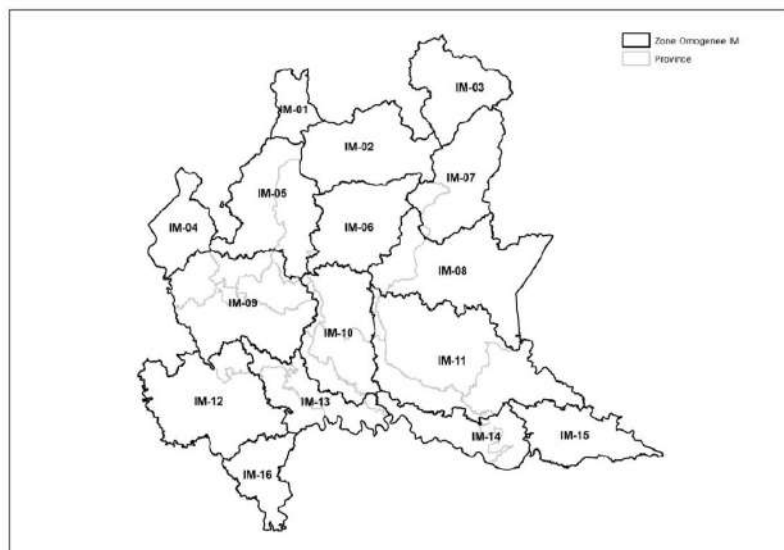 Zone Omogenee IM
Province
IM-03
IM-01
IM-02
IM-07
IM-05
IM-06
IM-04
IM-08
IM-09
IM-10
IM-11
IM-12
IM-13
IM-14
IM-15
IM-16